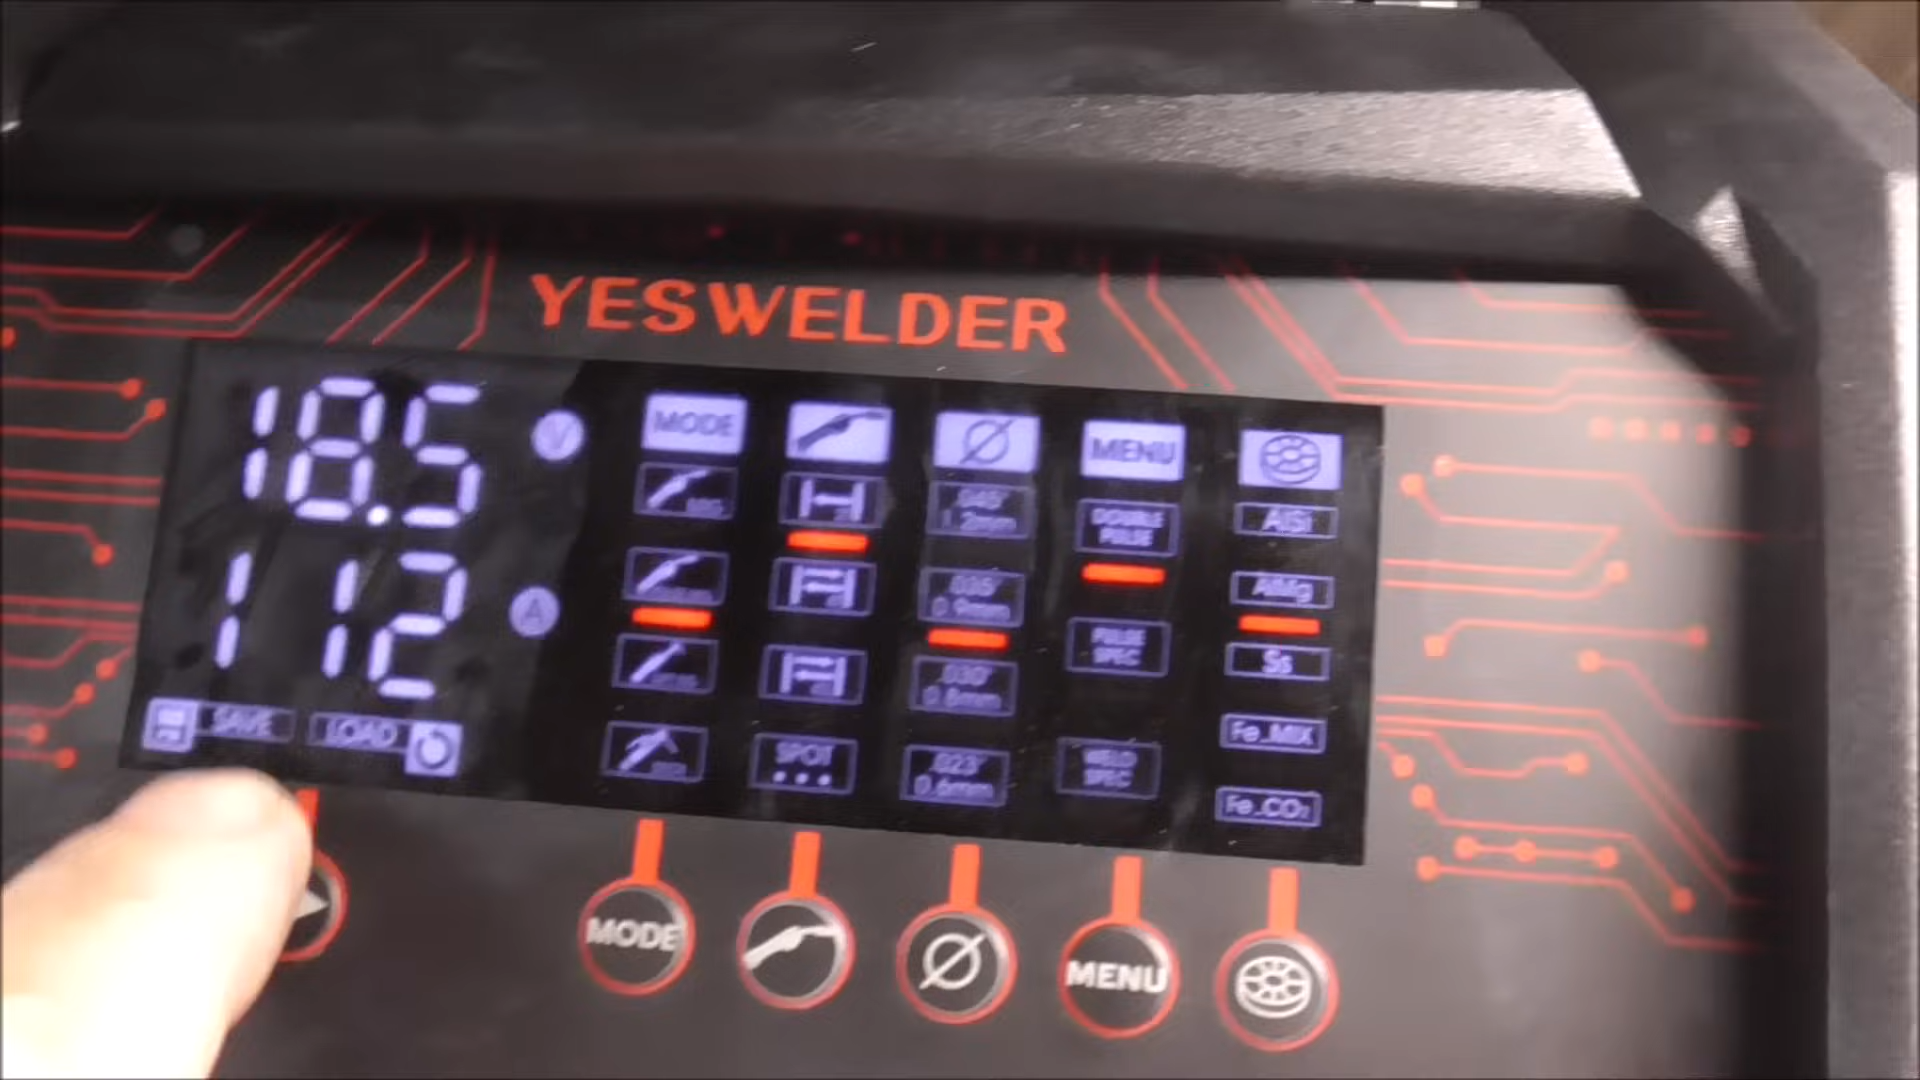 YESWELDER
18.5 V
112 A
SAVE LOAD
MODE
SPOT
.045"
1.2mm
.035"
0.9mm
.030"
0.8mm
.023"
0.6mm
MENU
DOUBLE
PULSE
PULSE
SPEC
WELD
SPEC
AlSi
AlMg
Ss
Fe_MIX
Fe_CO₂
MODE
MENU